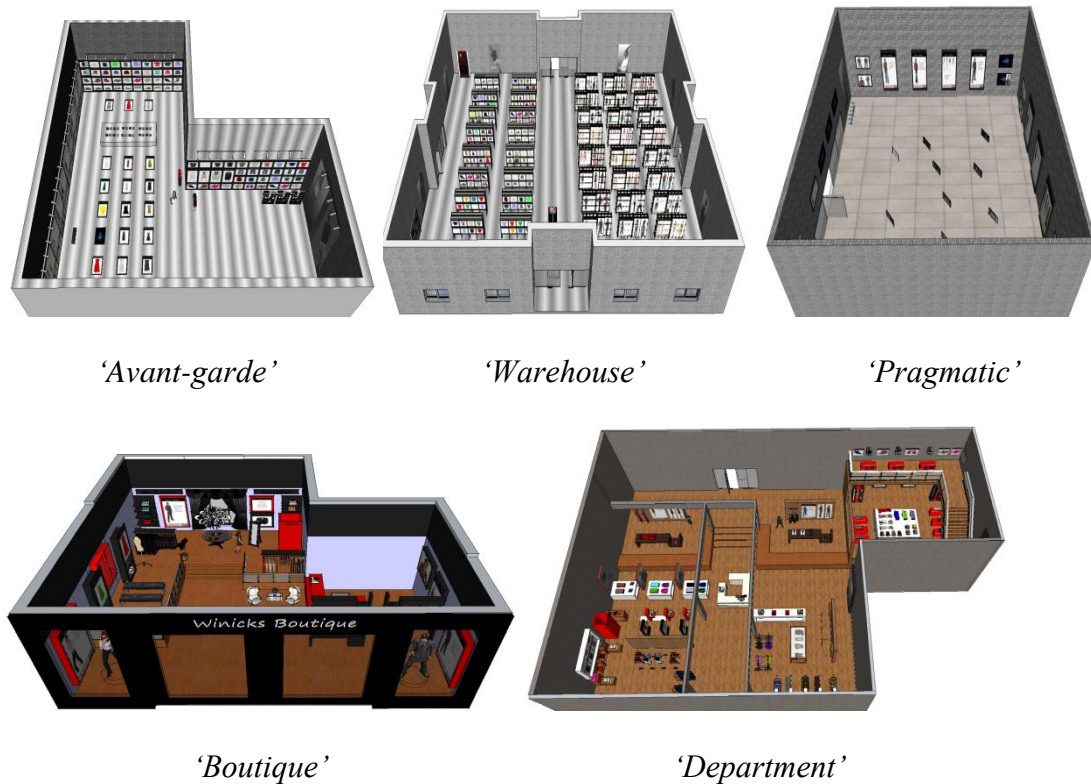 ‘Avant-garde’ ‘Warehouse’ ‘Pragmatic’
Winicks Boutique
‘Boutique’ ‘Department’